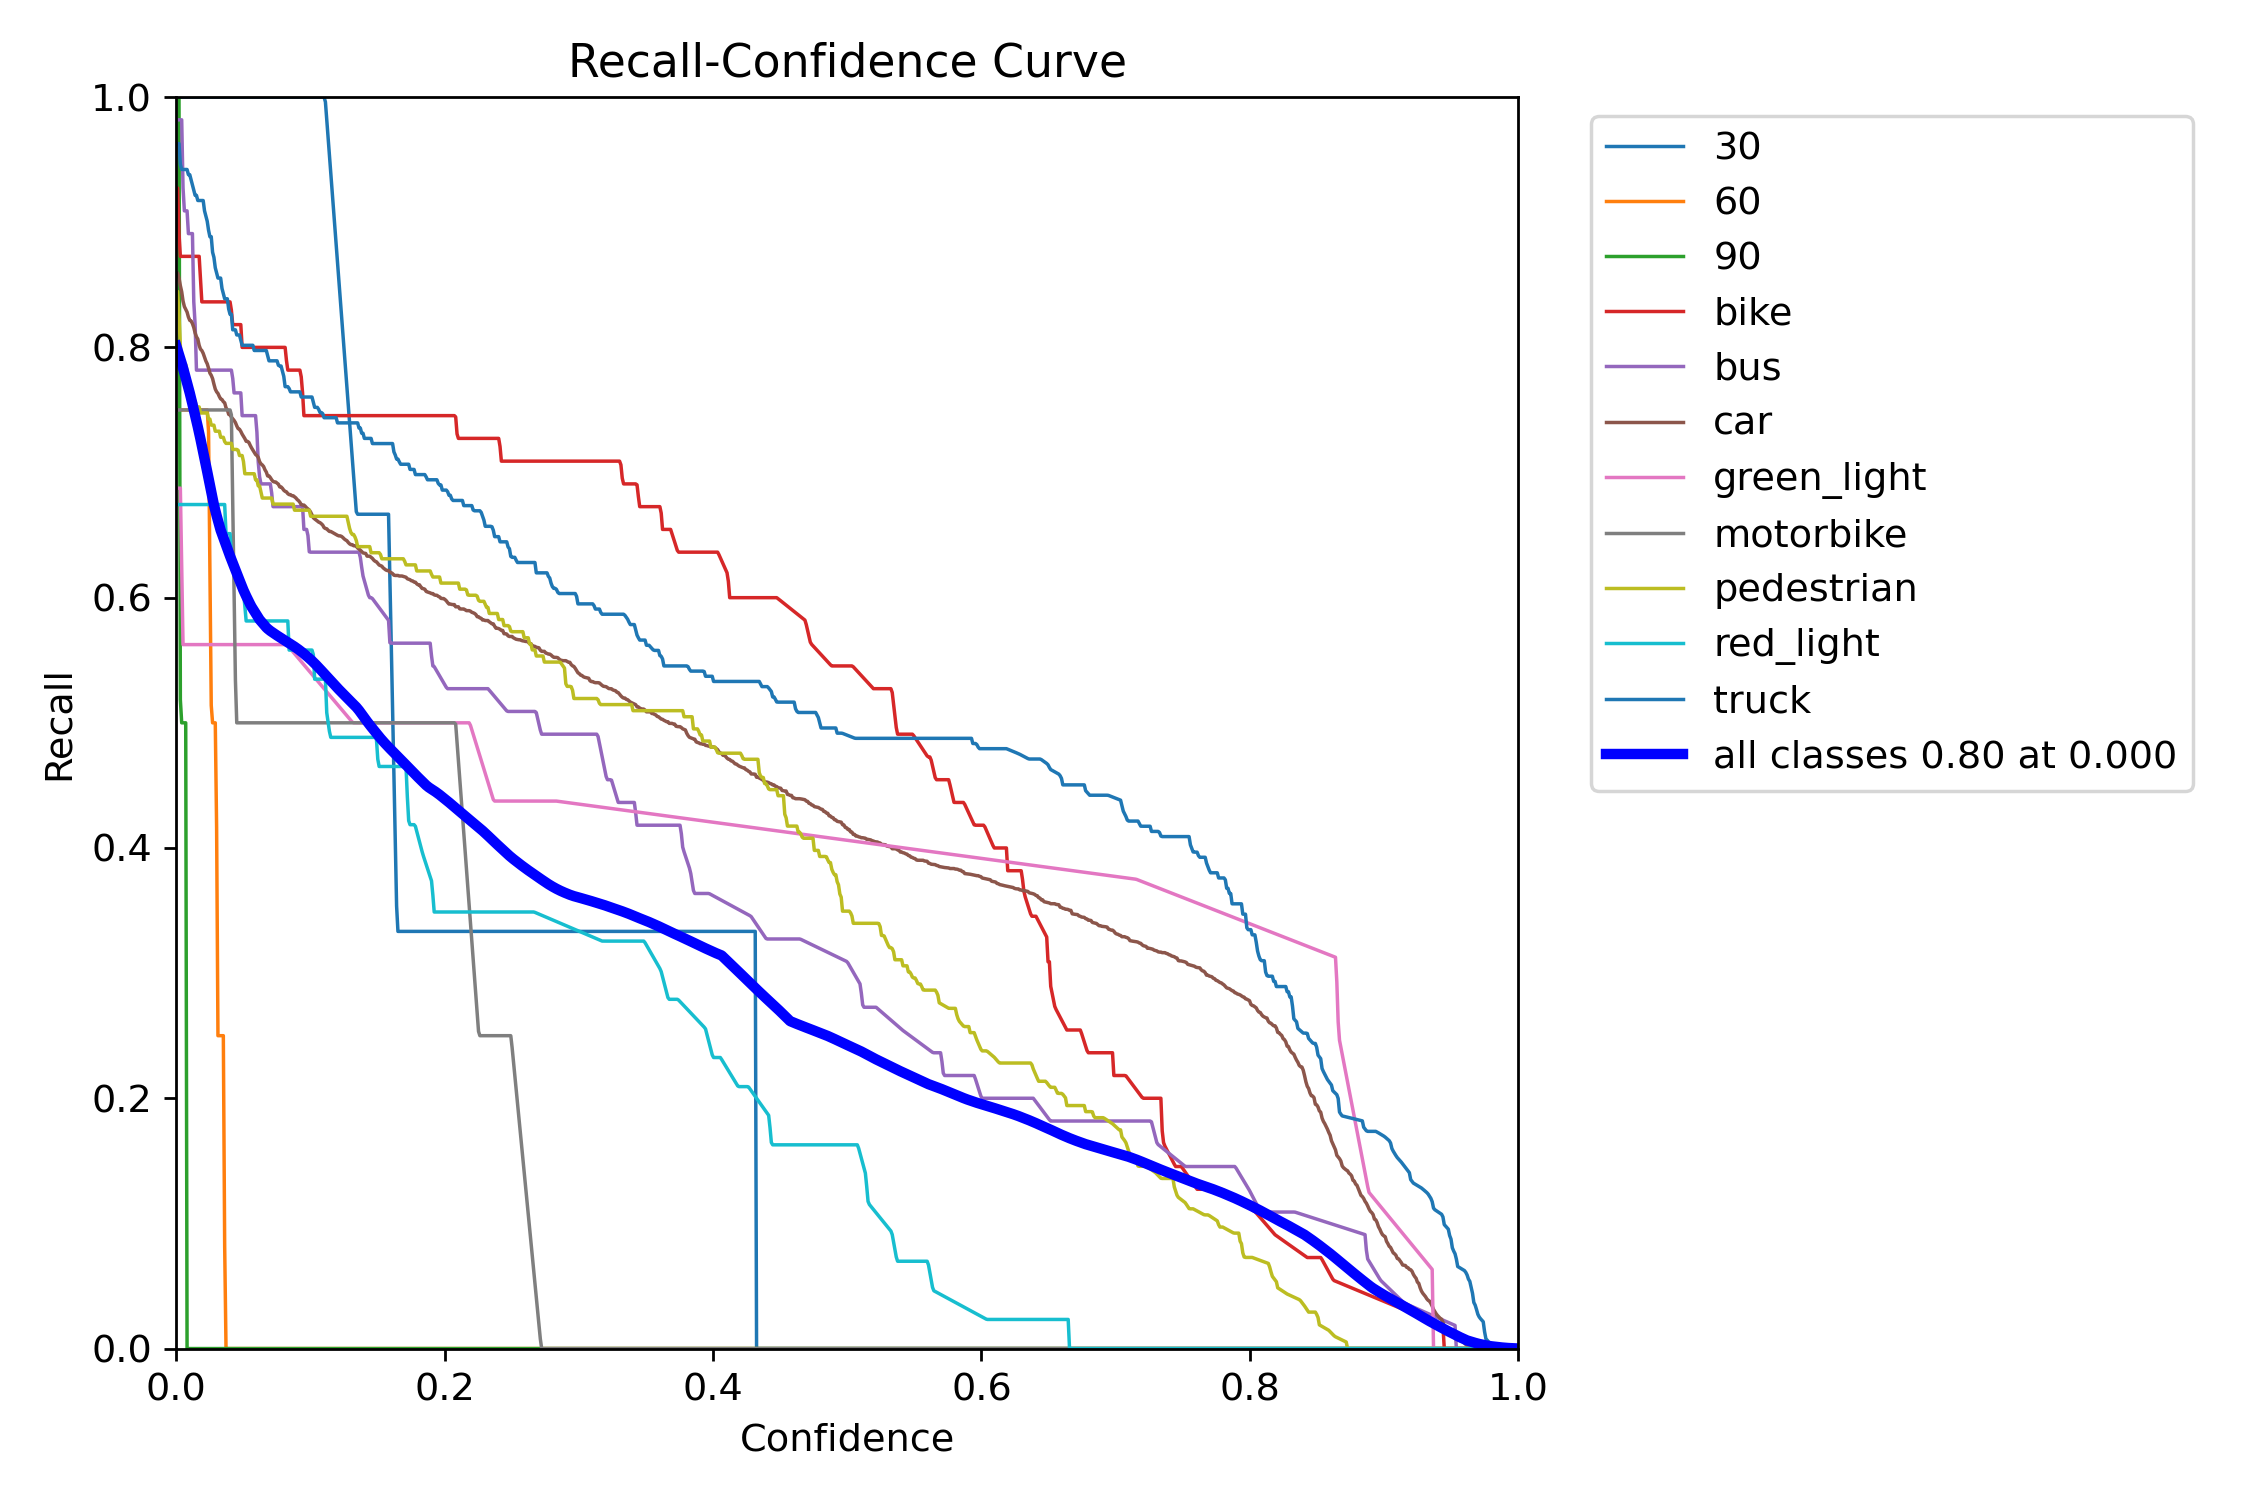 Recall-Confidence Curve
1.0
0.8
0.6
0.4
0.2
0.0
Recall
0.0 0.2 0.4 0.6 0.8 1.0
Confidence
30
60
90
bike
bus
car
green_light
motorbike
pedestrian
red_light
truck
all classes 0.80 at 0.000